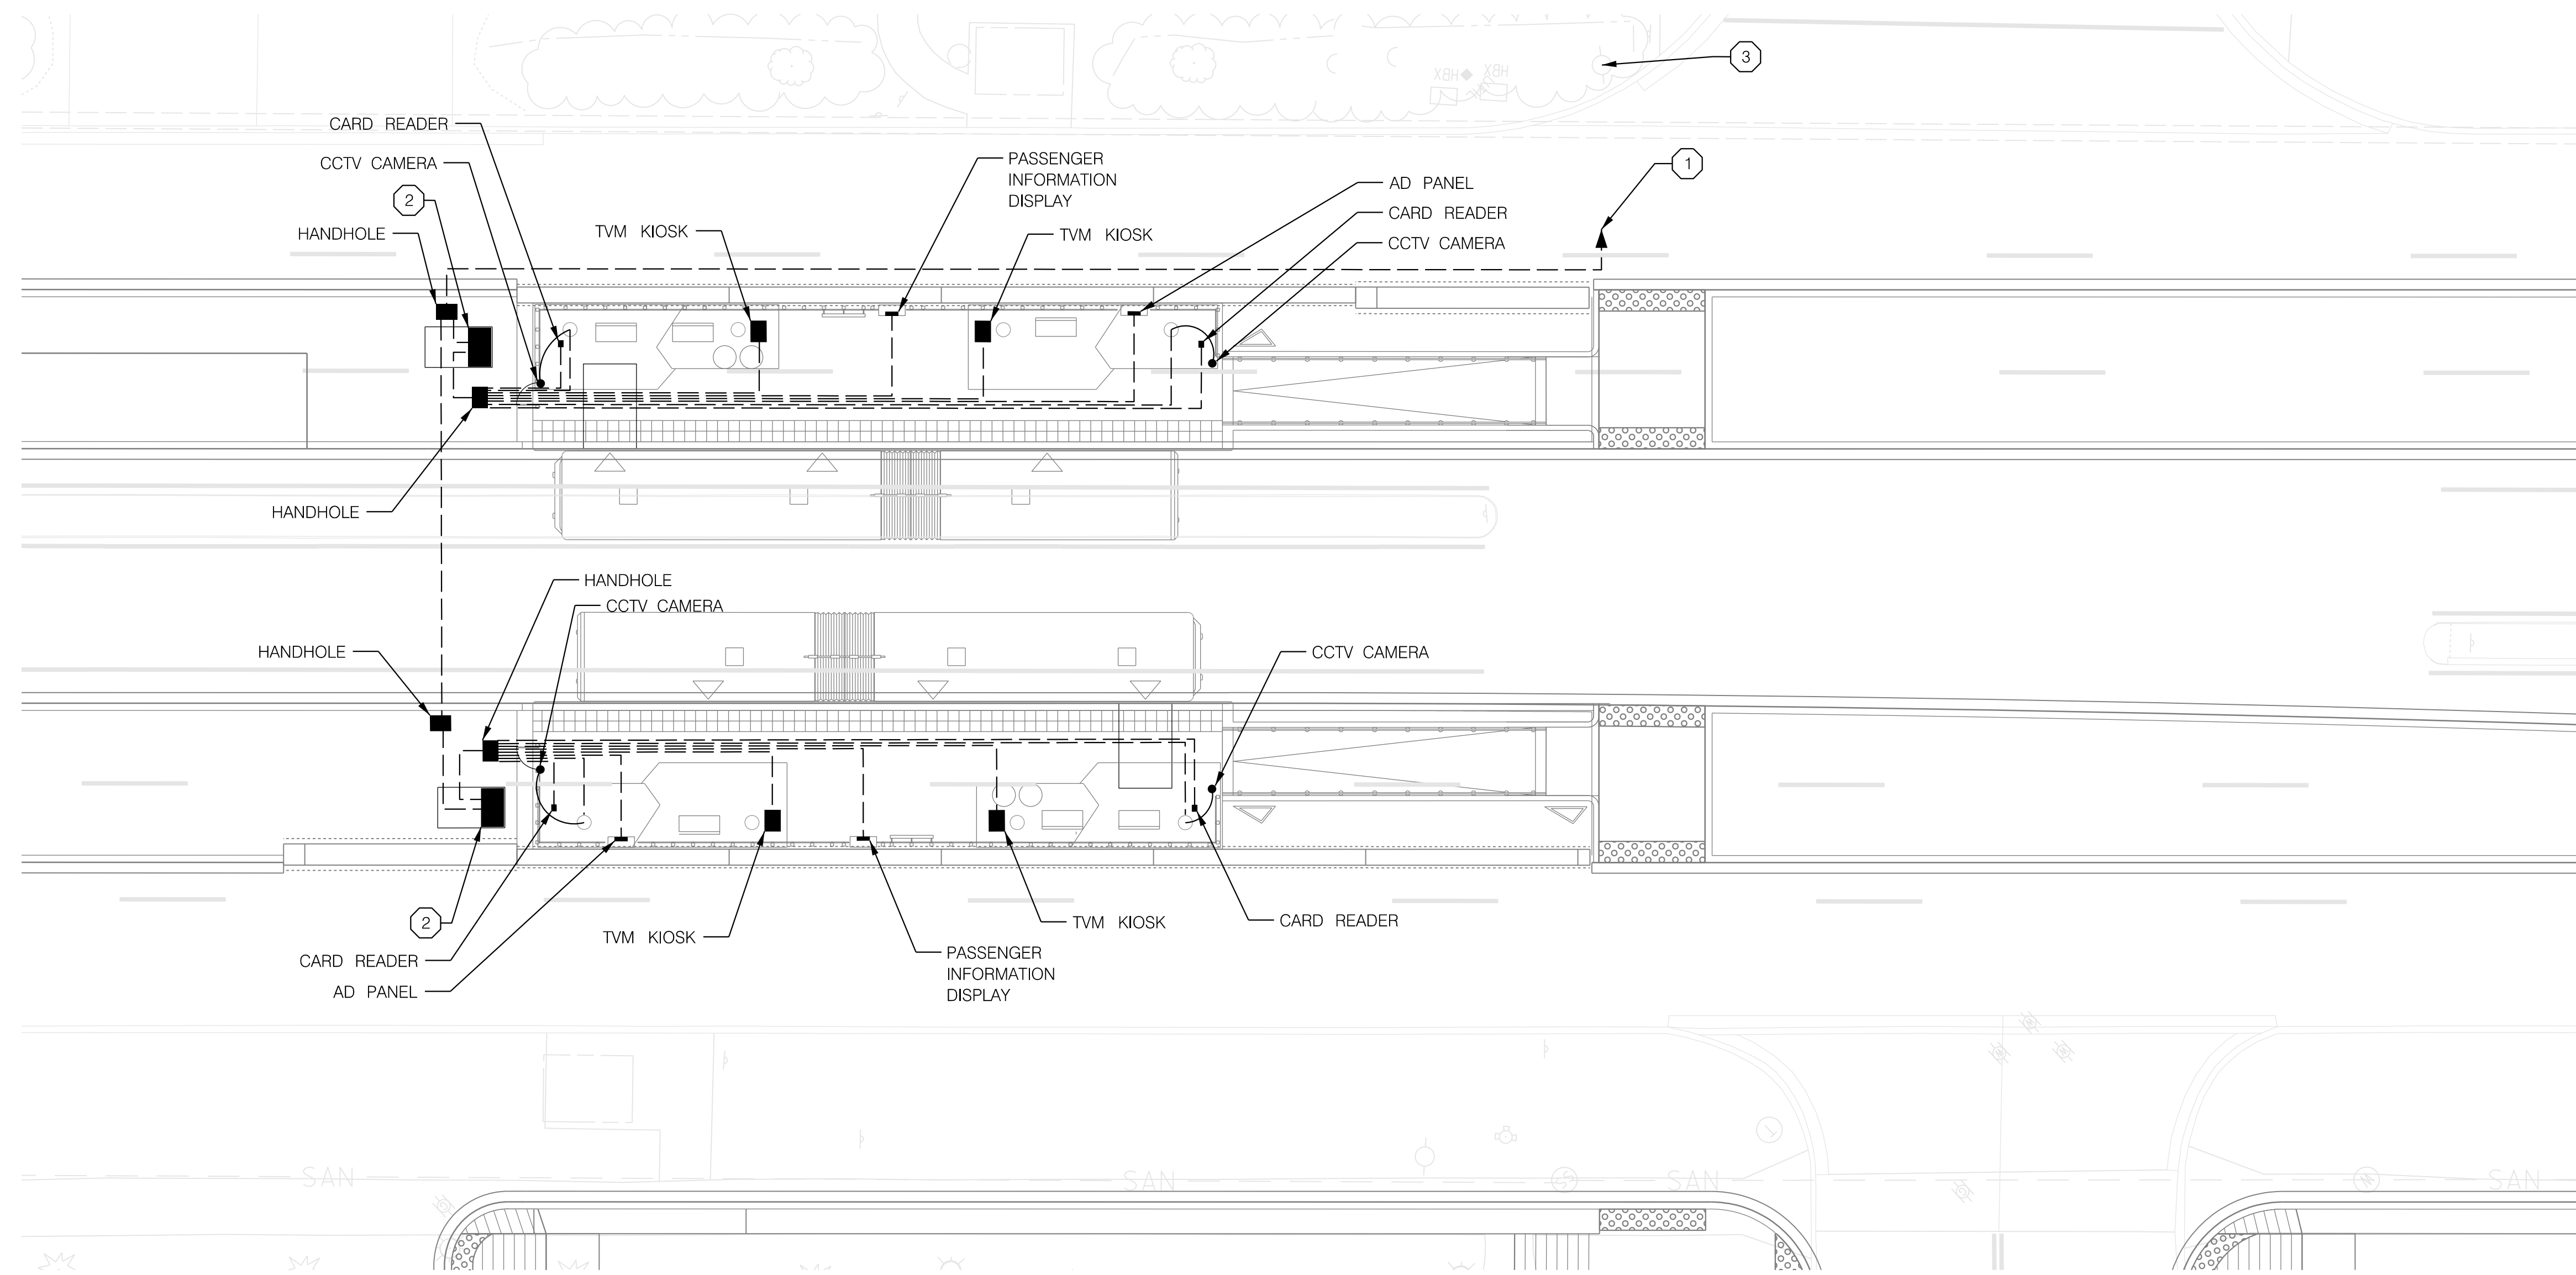 3
HBX HBX
CARD READER
CCTV CAMERA
PASSENGER
INFORMATION
DISPLAY
1
AD PANEL
2
CARD READER
HANDHOLE
TVM KIOSK
TVM KIOSK
CCTV CAMERA
HANDHOLE
HANDHOLE
CCTV CAMERA
HANDHOLE
CCTV CAMERA
2
TVM KIOSK
CARD READER
TVM KIOSK
CARD READER
PASSENGER
INFORMATION
DISPLAY
AD PANEL
SAN
SAN
SAN
SAN